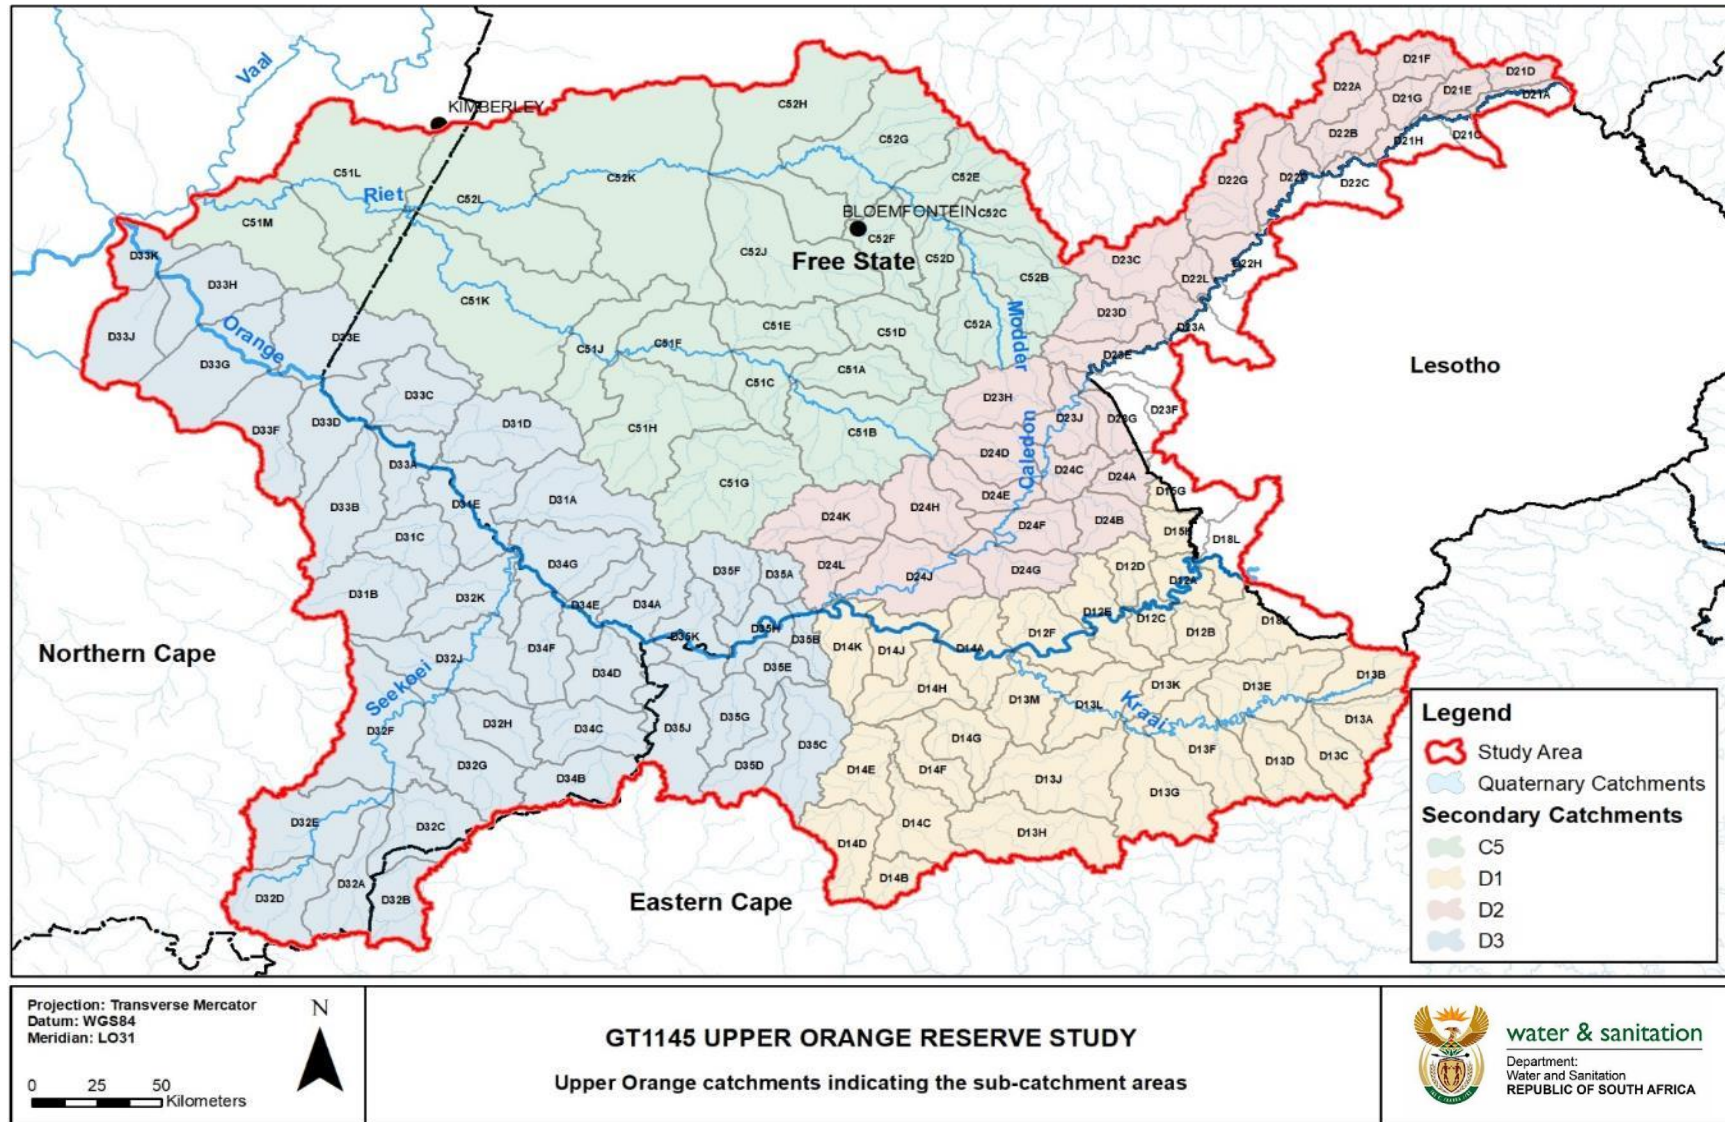 Vaal
KIMBERLEY
C52H
D21F
D21D
D22A
D21E
D21G
D21A
C52G
D22B
D21H
D21C
C51L
C52K
C52E
Riet
C52L
D22G
D22C
BLOEMFONTEIN
C52C
C51M
C52F
C52J
C52D
Free State
D33K
D23C
D22H
C52B
D22L
D33H
C51K
D33J
Orange
D33E
C51E
C51D
C52A
Modder
D23D
D23A
C51J
C51F
D23E
D33G
C51A
Lesotho
C51C
D33C
D23H
D33F
D33D
D31D
C51H
C51B
D23J
D23G
D23F
D24D
Caledon
D33A
C51G
D24C
D24A
D33B
D31E
D31A
D24E
D15G
D24K
D24H
D24F
D24B
D15H
D31C
D18L
D34G
D35F
D35A
D24L
D24J
D24G
D12D
D12A
D31B
D32K
D34E
D34A
D12E
D35K
D35H
D35B
D12F
D12C
D12B
D18K
D14K
D14J
D14A
D34F
Northern Cape
D32J
D34D
D35E
D14H
D13M
D13L
D13K
D13E
D13B
Seekoei
Kraai
D32F
D32H
D34C
D35J
D35G
D35C
D14G
D13F
D13A
D32G
D34B
D35D
D14E
D14F
D13J
D13D
D13C
D13G
D32E
D32C
D14C
D13H
D14D
D32D
D32A
D32B
D14B
Eastern Cape
Legend
Study Area
Quaternary Catchments
Secondary Catchments
C5
D1
D2
D3
Projection: Transverse Mercator
Datum: WGS84
Meridian: LO31
N
0 25 50
Kilometers
GT1145 UPPER ORANGE RESERVE STUDY
Upper Orange catchments indicating the sub-catchment areas
water & sanitation
Department:
Water and Sanitation
REPUBLIC OF SOUTH AFRICA